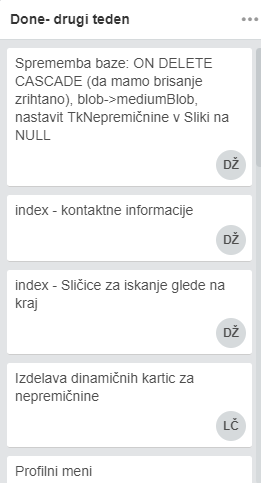 Done- drugi teden
Sprememba baze: ON DELETE
CASCADE (da mamo brisanje
zrihtano), blob->mediumBlob,
nastavit TkNepremičnine v Sliki na
NULL
DŽ
index - kontaktne informacije
DŽ
index - Sličice za iskanje glede na
kraj
DŽ
Izdelava dinamičnih kartic za
nepremičnine
LČ
Profilni meni